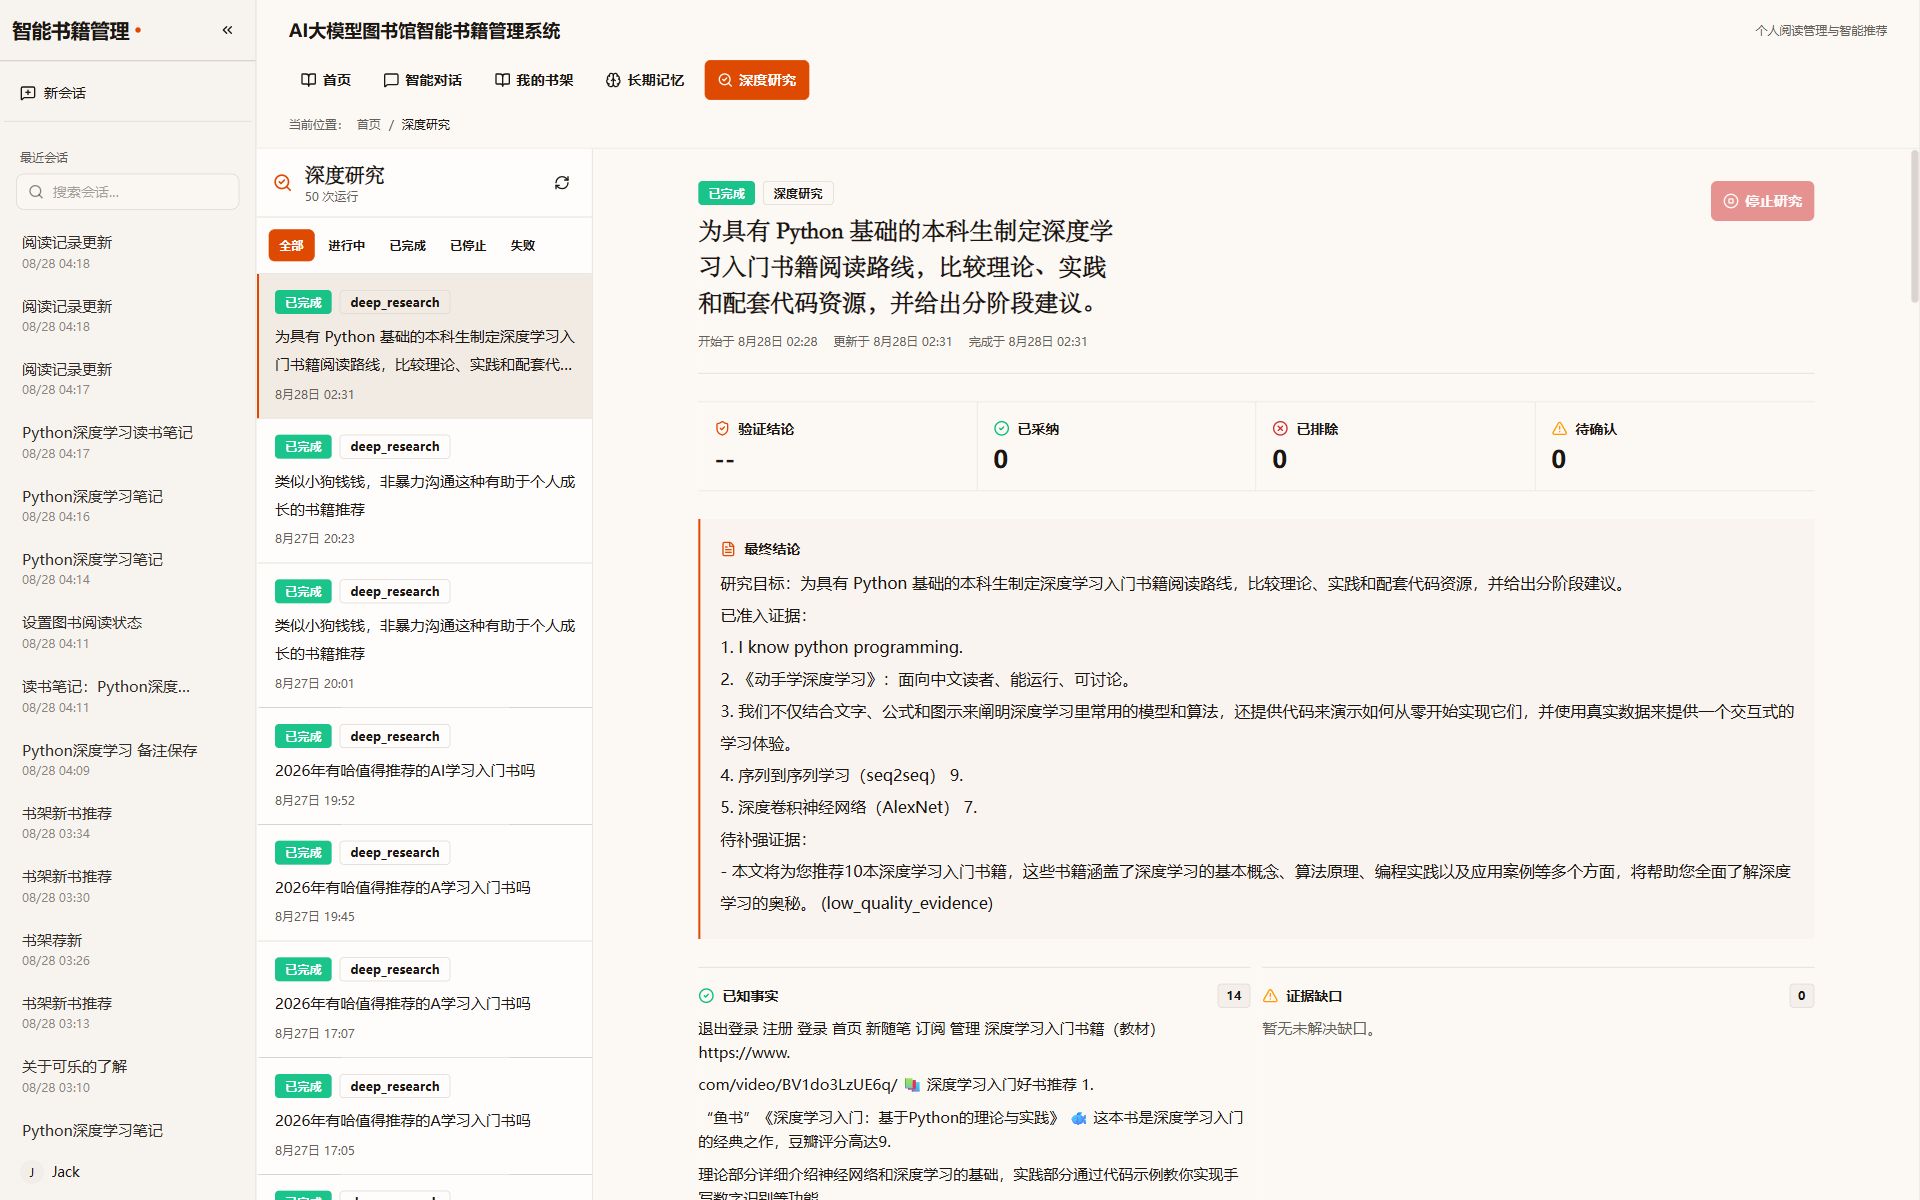 智能书籍管理
新会话
最近会话
搜索会话...
阅读记录更新
08/28 04:18
阅读记录更新
08/28 04:18
阅读记录更新
08/28 04:17
Python深度学习读书笔记
08/28 04:17
Python深度学习笔记
08/28 04:16
Python深度学习笔记
08/28 04:14
设置图书阅读状态
08/28 04:11
读书笔记：Python深度...
08/28 04:11
Python深度学习 备注保存
08/28 04:09
书架新书推荐
08/28 03:34
书架新书推荐
08/28 03:30
书架荐新
08/28 03:26
书架新书推荐
08/28 03:13
关于可乐的了解
08/28 03:10
Python深度学习笔记
J Jack
AI大模型图书馆智能书籍管理系统
个人阅读管理与智能推荐
首页 智能对话 我的书架 长期记忆 深度研究
当前位置： 首页 / 深度研究
深度研究
50 次运行
全部 进行中 已完成 已停止 失败
已完成 deep_research
为具有 Python 基础的本科生制定深度学习入
门书籍阅读路线，比较理论、实践和配套代...
8月28日 02:31
已完成 deep_research
类似小狗钱钱，非暴力沟通这种有助于个人成
长的书籍推荐
8月27日 20:23
已完成 deep_research
类似小狗钱钱，非暴力沟通这种有助于个人成
长的书籍推荐
8月27日 20:01
已完成 deep_research
2026年有哈值得推荐的AI学习入门书吗
8月27日 19:52
已完成 deep_research
2026年有哈值得推荐的A学习入门书吗
8月27日 19:45
已完成 deep_research
2026年有哈值得推荐的A学习入门书吗
8月27日 17:07
已完成 deep_research
2026年有哈值得推荐的A学习入门书吗
8月27日 17:05
已完成 deep_research
已完成 深度研究
停止研究
为具有 Python 基础的本科生制定深度学
习入门书籍阅读路线，比较理论、实践
和配套代码资源，并给出分阶段建议。
开始于 8月28日 02:28 更新于 8月28日 02:31 完成于 8月28日 02:31
验证结论
--
已采纳
0
已排除
0
待确认
0
最终结论
研究目标：为具有 Python 基础的本科生制定深度学习入门书籍阅读路线，比较理论、实践和配套代码资源，并给出分阶段建议。
已准入证据：
1. I know python programming.
2. 《动手学深度学习》：面向中文读者、能运行、可讨论。
3. 我们不仅结合文字、公式和图示来阐明深度学习里常用的模型和算法，还提供代码来演示如何从零开始实现它们，并使用真实数据来提供一个交互式的
学习体验。
4. 序列到序列学习（seq2seq） 9.
5. 深度卷积神经网络（AlexNet） 7.
待补强证据：
- 本文将为您推荐10本深度学习入门书籍，这些书籍涵盖了深度学习的基本概念、算法原理、编程实践以及应用案例等多个方面，将帮助您全面了解深度
学习的奥秘。 (low_quality_evidence)
已知事实 14
退出登录 注册 登录 首页 新随笔 订阅 管理 深度学习入门书籍（教材）
https://www.
com/video/BV1do3LzUE6q/ 深度学习入门好书推荐 1.
“鱼书”《深度学习入门：基于Python的理论与实践》 这本书是深度学习入门
的经典之作，豆瓣评分高达9.
理论部分详细介绍神经网络和深度学习的基础，实践部分通过代码示例教你实现手
写数字识别等功能
证据缺口 0
暂无未解决缺口。